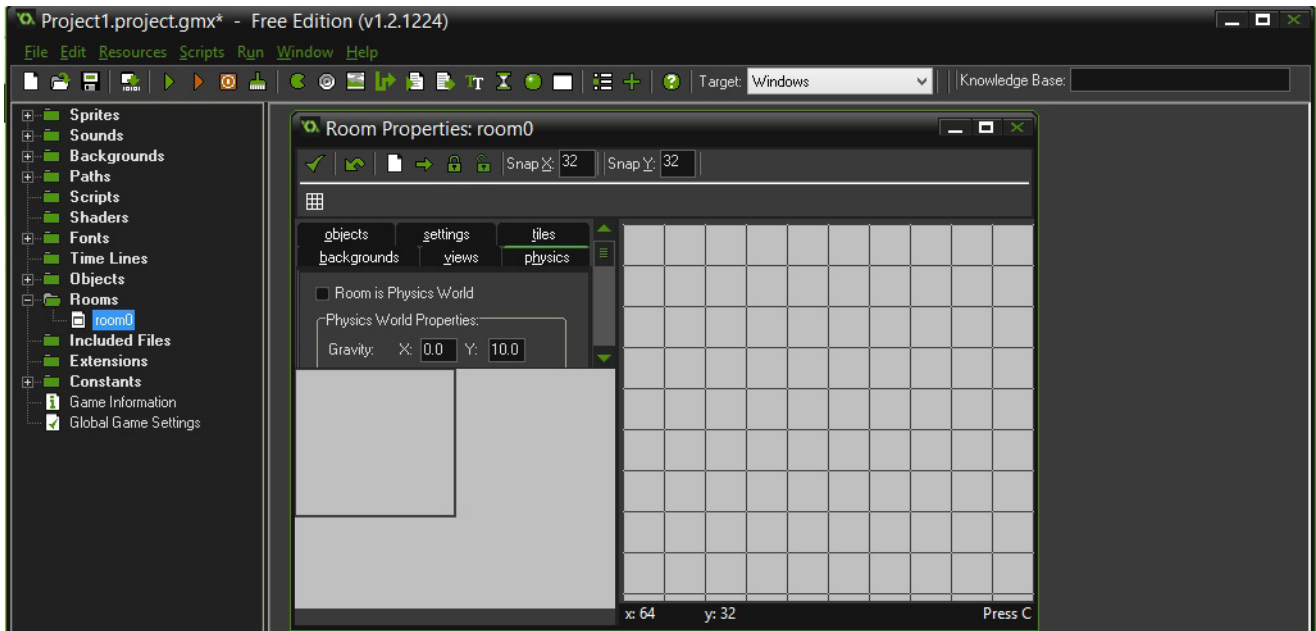 Project1.project.gmx* - Free Edition (v1.2.1224)
File Edit Resources Scripts Run Window Help
Target: Windows Knowledge Base:
Sprites
Sounds
Backgrounds
Paths
Scripts
Shaders
Fonts
Time Lines
Objects
Rooms
room0
Included Files
Extensions
Constants
Game Information
Global Game Settings
Room Properties: room0
Snap X: 32 Snap Y: 32
objects settings tiles
backgrounds views physics
Room is Physics World
Physics World Properties:
Gravity: X: 0.0 Y: 10.0
x: 64 y: 32 Press C